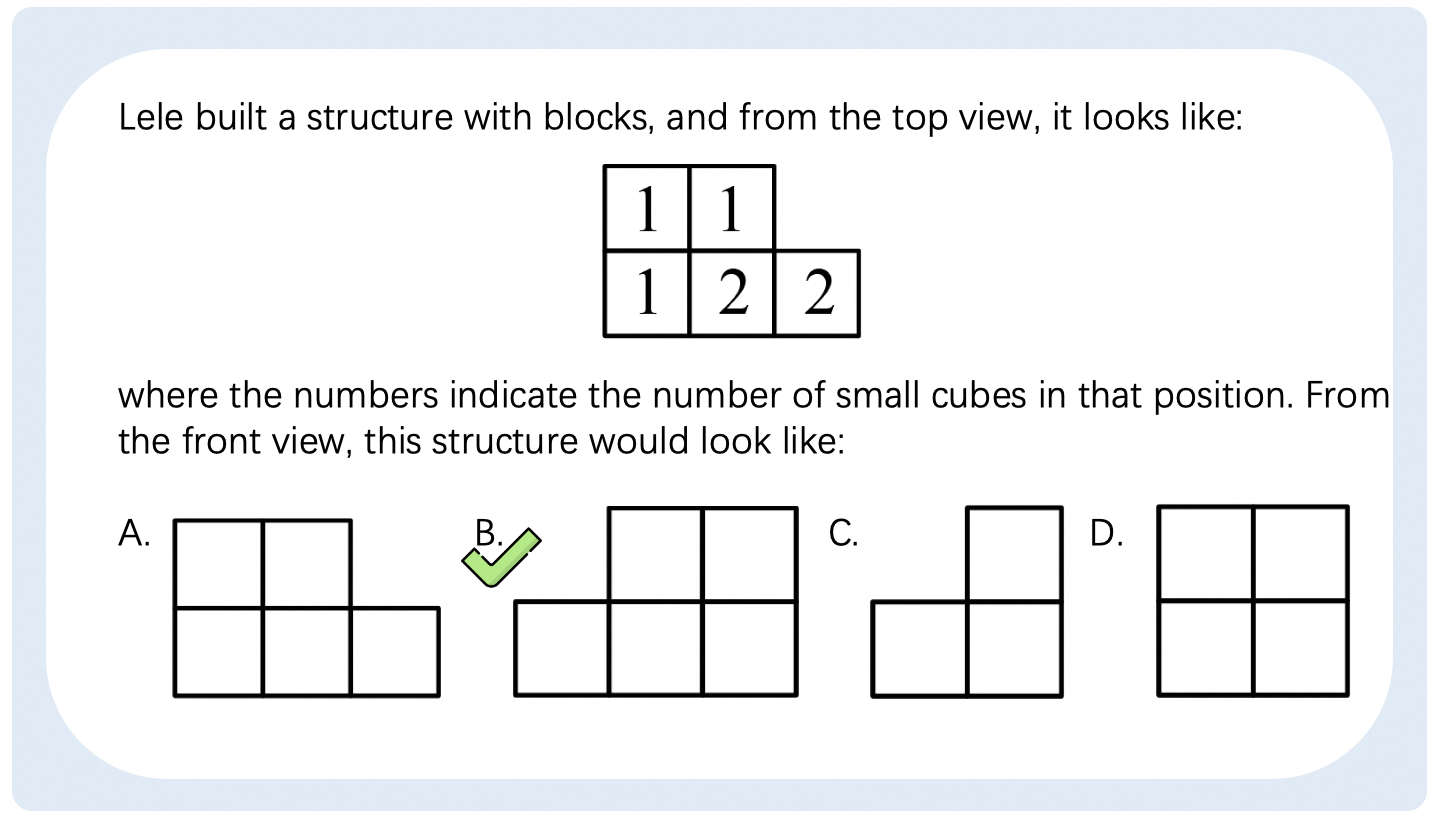 Lele built a structure with blocks, and from the top view, it looks like:
1 1
1 2 2
where the numbers indicate the number of small cubes in that position. From
the front view, this structure would look like:
A. B. C. D.